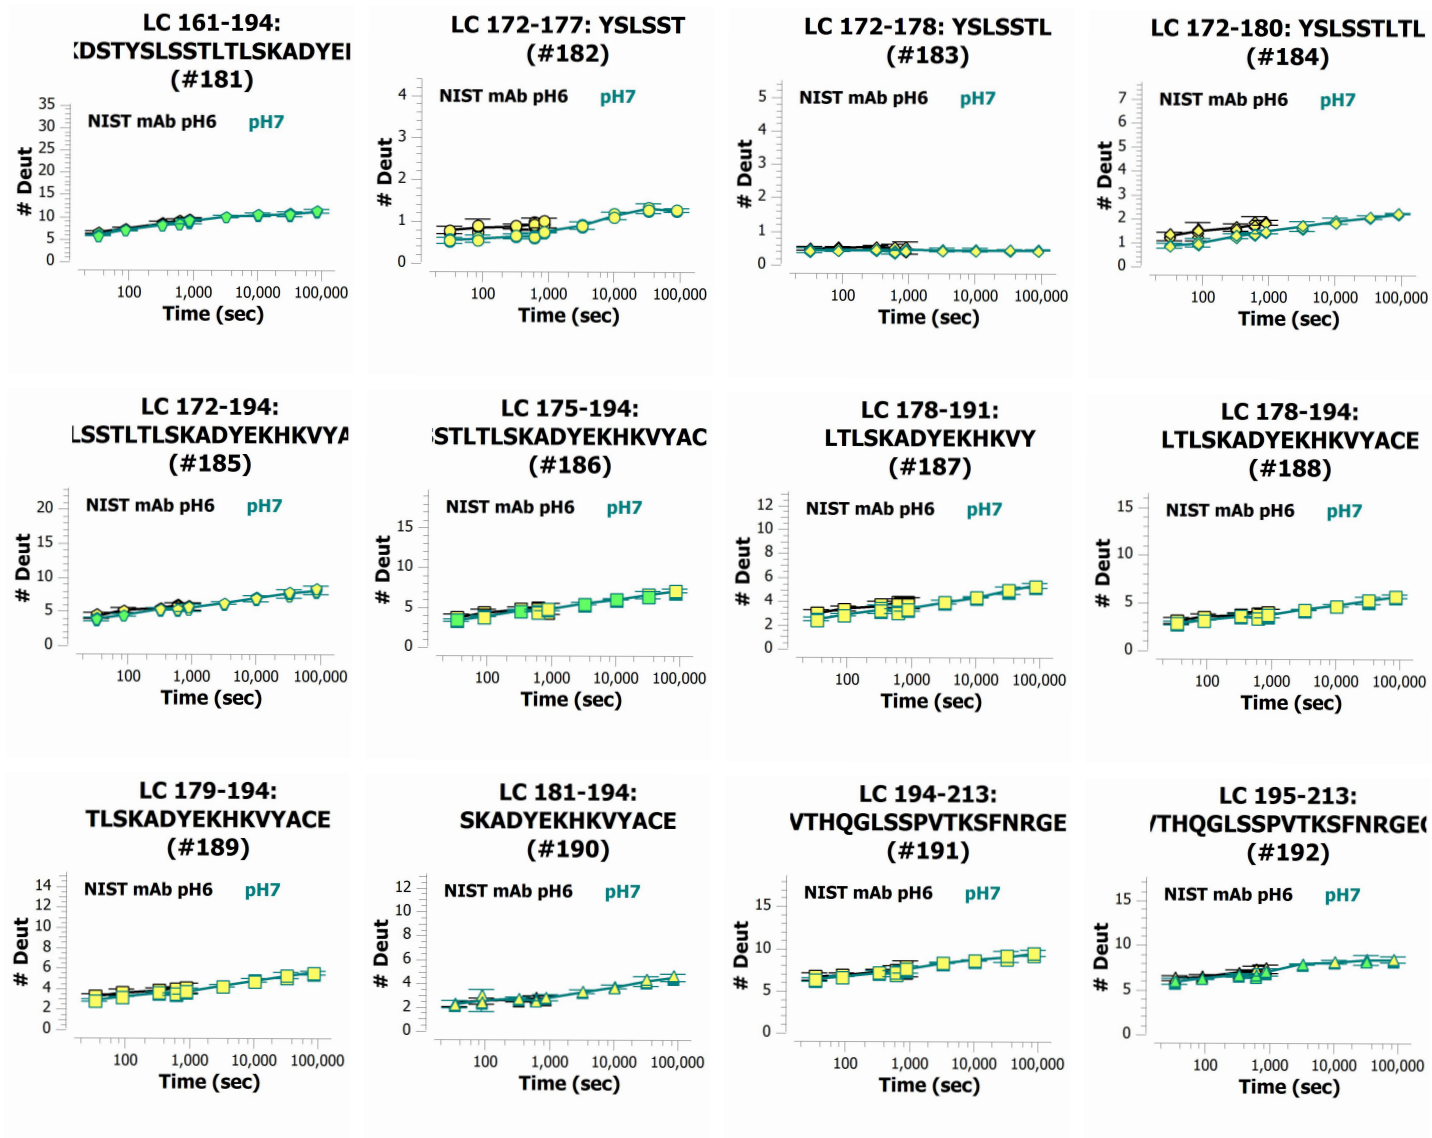 LC 161-194:
KDSTYSLSSTLTLSKADYE
(#181)
NIST mAb pH6 pH7
# Deut
35
30
25
20
15
10
5
0
100 1,000 10,000 100,000
Time (sec)
LC 172-177: YSLSST
(#182)
NIST mAb pH6 pH7
# Deut
4
3
2
1
0
100 1,000 10,000 100,000
Time (sec)
LC 172-178: YSLSSTL
(#183)
NIST mAb pH6 pH7
# Deut
5
4
3
2
1
0
100 1,000 10,000 100,000
Time (sec)
LC 172-180: YSLSSTLTL
(#184)
NIST mAb pH6 pH7
# Deut
7
6
5
4
3
2
1
0
100 1,000 10,000 100,000
Time (sec)
LC 172-194:
LSSTLTLSKADYEKHKVYA
(#185)
NIST mAb pH6 pH7
# Deut
20
15
10
5
0
100 1,000 10,000 100,000
Time (sec)
LC 175-194:
SSTLTLSKADYEKHKVYAC
(#186)
NIST mAb pH6 pH7
# Deut
15
10
5
0
100 1,000 10,000 100,000
Time (sec)
LC 178-191:
LTLSKADYEKHKVY
(#187)
NIST mAb pH6 pH7
# Deut
12
10
8
6
4
2
0
100 1,000 10,000 100,000
Time (sec)
LC 178-194:
LTLSKADYEKHKVYACE
(#188)
NIST mAb pH6 pH7
# Deut
15
10
5
0
100 1,000 10,000 100,000
Time (sec)
LC 179-194:
TLSKADYEKHKVYACE
(#189)
NIST mAb pH6 pH7
# Deut
14
12
10
8
6
4
2
0
100 1,000 10,000 100,000
Time (sec)
LC 181-194:
SKADYEKHKVYACE
(#190)
NIST mAb pH6 pH7
# Deut
12
10
8
6
4
2
0
100 1,000 10,000 100,000
Time (sec)
LC 194-213:
VTHQGLSSPVTKSFNRGE
(#191)
NIST mAb pH6 pH7
# Deut
15
10
5
0
100 1,000 10,000 100,000
Time (sec)
LC 195-213:
VTHQGLSSPVTKSFNRGEC
(#192)
NIST mAb pH6 pH7
# Deut
15
10
5
0
100 1,000 10,000 100,000
Time (sec)